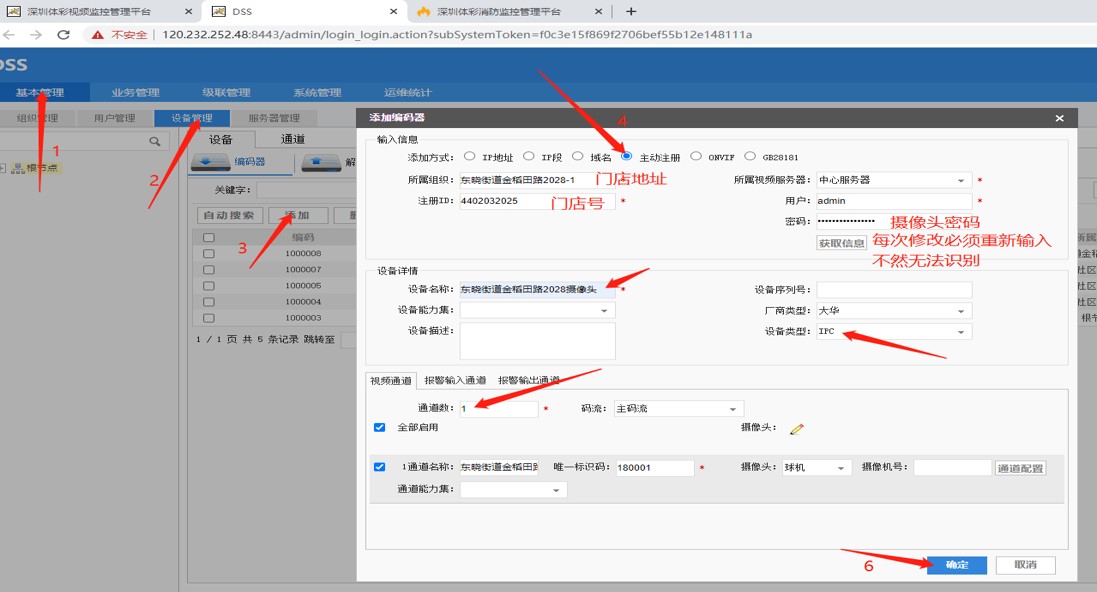 深圳体彩视频监控管理平台
DSS
深圳体彩消防监控管理平台
不安全 120.232.252.48:8443/admin/login_login.action?subSystemToken=f0c3e15f869f2706bef55b12e148111a
DSS
基本管理 业务管理 级联管理 系统管理 运维统计
组织管理 用户管理 设备管理 服务器管理
设备 通道
根节点
编码器 解
关键字:
自动搜索 添加
编码
1000008
1000007
1000005
1000004
1000003
1 / 1 页 共 5 条记录 跳转至
1
2
3
4
6
添加编码器
输入信息
添加方式: IP地址 IP段 域名 主动注册 ONVIF GB28181
所属组织: 东晓街道金稻田路2028-1 门店地址 所属视频服务器: 中心服务器 *
注册ID: 4402032025 门店号 * 用户: admin *
密码: •••••••••••••••• 摄像头密码
获取信息 每次修改必须重新输入
不然无法识别
设备详情
设备名称: 东晓街道金稻田路2028摄像头 * 设备序列号:
设备能力集: 厂商类型: 大华
设备描述: 设备类型: IPC
视频通道 报警输入通道 报警输出通道
通道数: 1 * 码流: 主码流
全部启用 摄像头:
1通道名称: 东晓街道金稻田路 唯一标识码: 180001 * 摄像头: 球机 摄像机号: 通道配置
通道能力集:
确定 取消